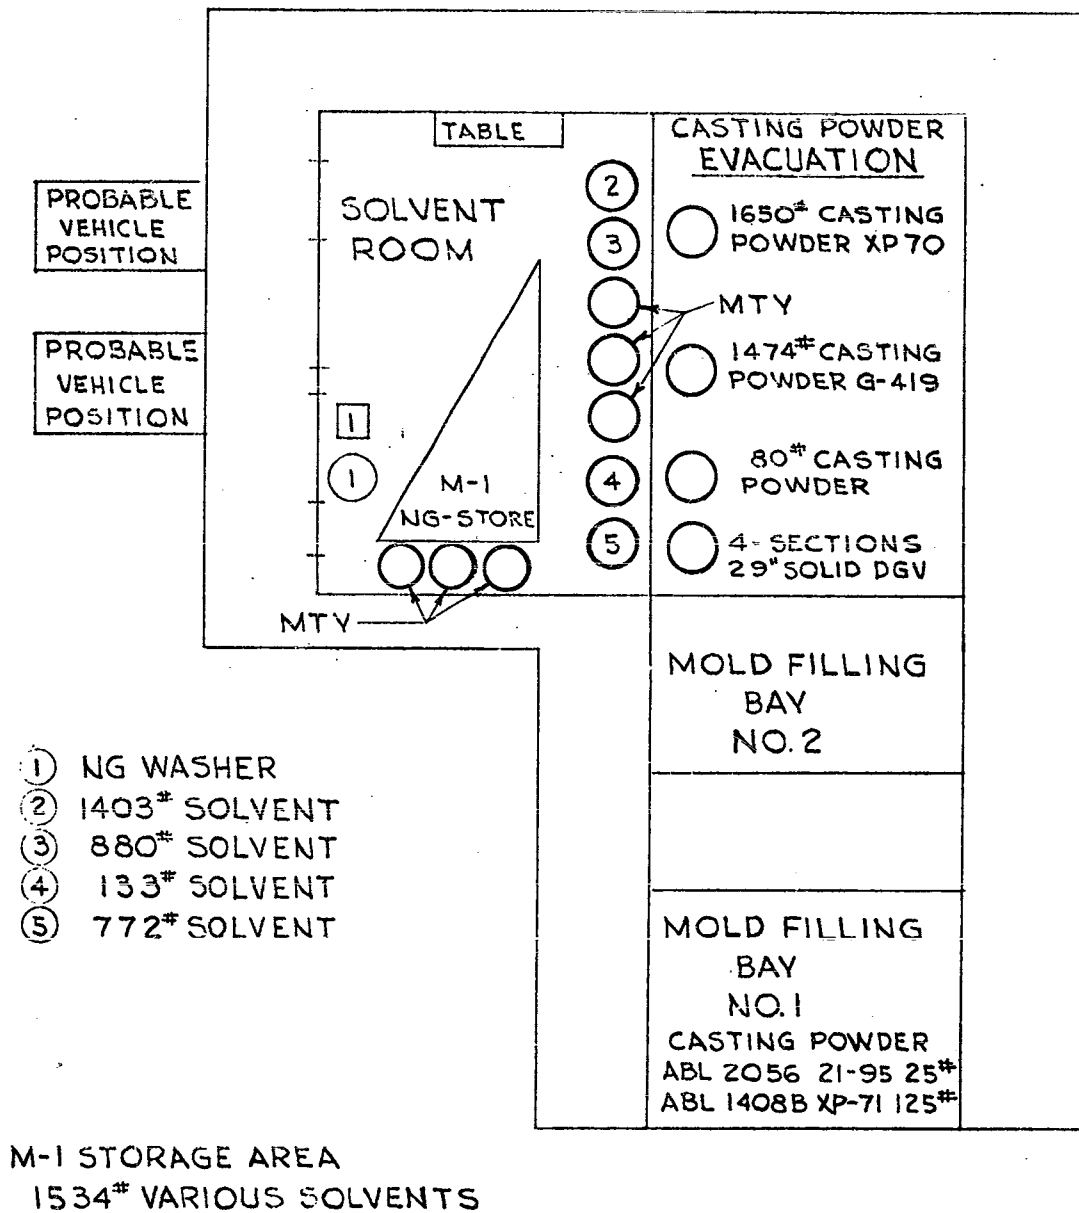 TABLE
CASTING POWDER
EVACUATION
PROBABLE
VEHICLE
POSITION
SOLVENT
ROOM
2
3
1650# CASTING
POWDER XP70
MTY
PROBABLE
VEHICLE
POSITION
1474# CASTING
POWDER G-419
1
1
M-1
NG-STORE
4
5
80# CASTING
POWDER
4-SECTIONS
29" SOLID DGV
MTY
MOLD FILLING
BAY
NO. 2
1 NG WASHER
2 1403# SOLVENT
3 880# SOLVENT
4 133# SOLVENT
5 772# SOLVENT
MOLD FILLING
BAY
NO. 1
CASTING POWDER
ABL 2056 21-95 25#
ABL 1408B XP-71 125#
M-1 STORAGE AREA
1534# VARIOUS SOLVENTS